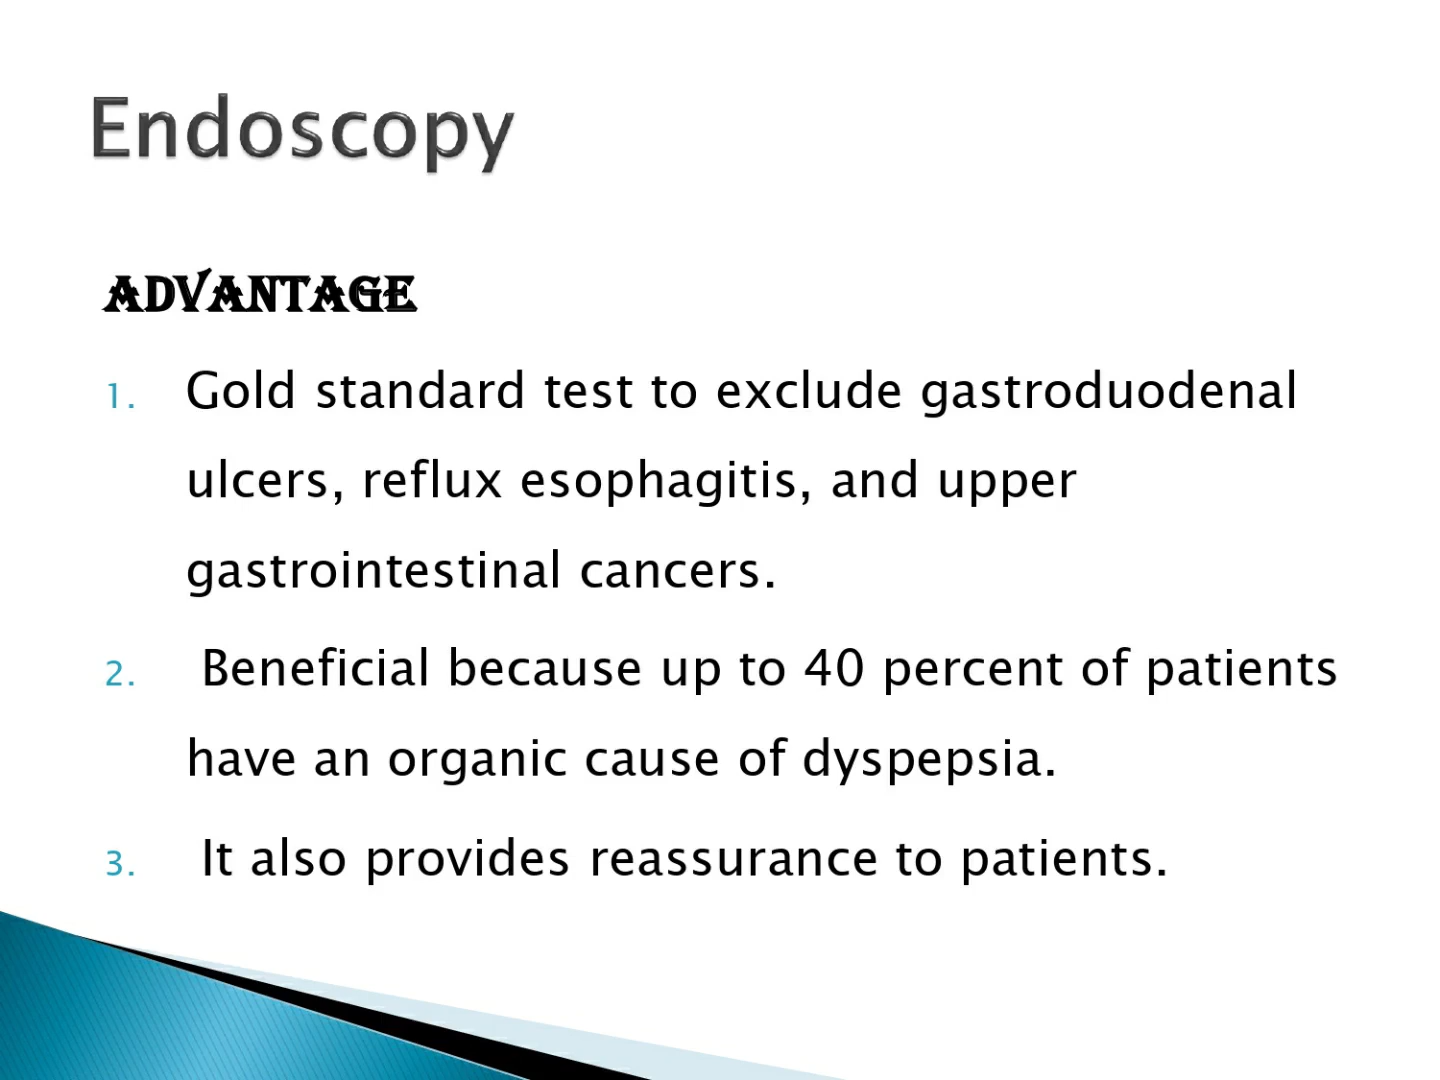 Endoscopy
ADVANTAGE
1. Gold standard test to exclude gastroduodenal
ulcers, reflux esophagitis, and upper
gastrointestinal cancers.
2. Beneficial because up to 40 percent of patients
have an organic cause of dyspepsia.
3. It also provides reassurance to patients.